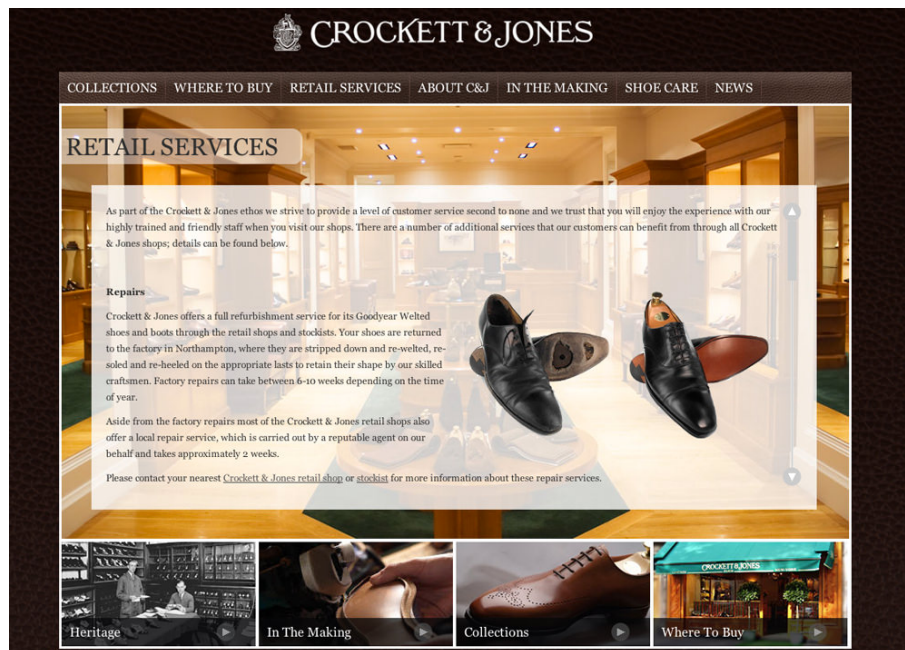 CROCKETT & JONES
COLLECTIONS WHERE TO BUY RETAIL SERVICES ABOUT C&J IN THE MAKING SHOE CARE NEWS
RETAIL SERVICES
As part of the Crockett & Jones ethos we strive to provide a level of customer service second to none and we trust that you will enjoy the experience with our
highly trained and friendly staff when you visit our shops. There are a number of additional services that our customers can benefit from through all Crockett
& Jones shops; details can be found below.
Repairs
Crockett & Jones offers a full refurbishment service for its Goodyear Welted
shoes and boots through the retail shops and stockists. Your shoes are returned
to the factory in Northampton, where they are stripped down and re-welted, re-
soled and re-heeled on the appropriate lasts to retain their shape by our skilled
craftsmen. Factory repairs can take between 6-10 weeks depending on the time
of year.
Aside from the factory repairs most of the Crockett & Jones retail shops also
offer a local repair service, which is carried out by a reputable agent on our
behalf and takes approximately 2 weeks.
Please contact your nearest Crockett & Jones retail shop or stockist for more information about these repair services.
CROCKETT & JONES
Heritage In The Making Collections Where To Buy